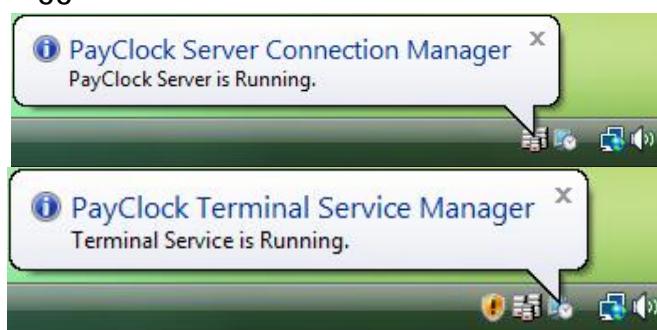 PayClock Server Connection Manager
PayClock Server is Running.
PayClock Terminal Service Manager
Terminal Service is Running.